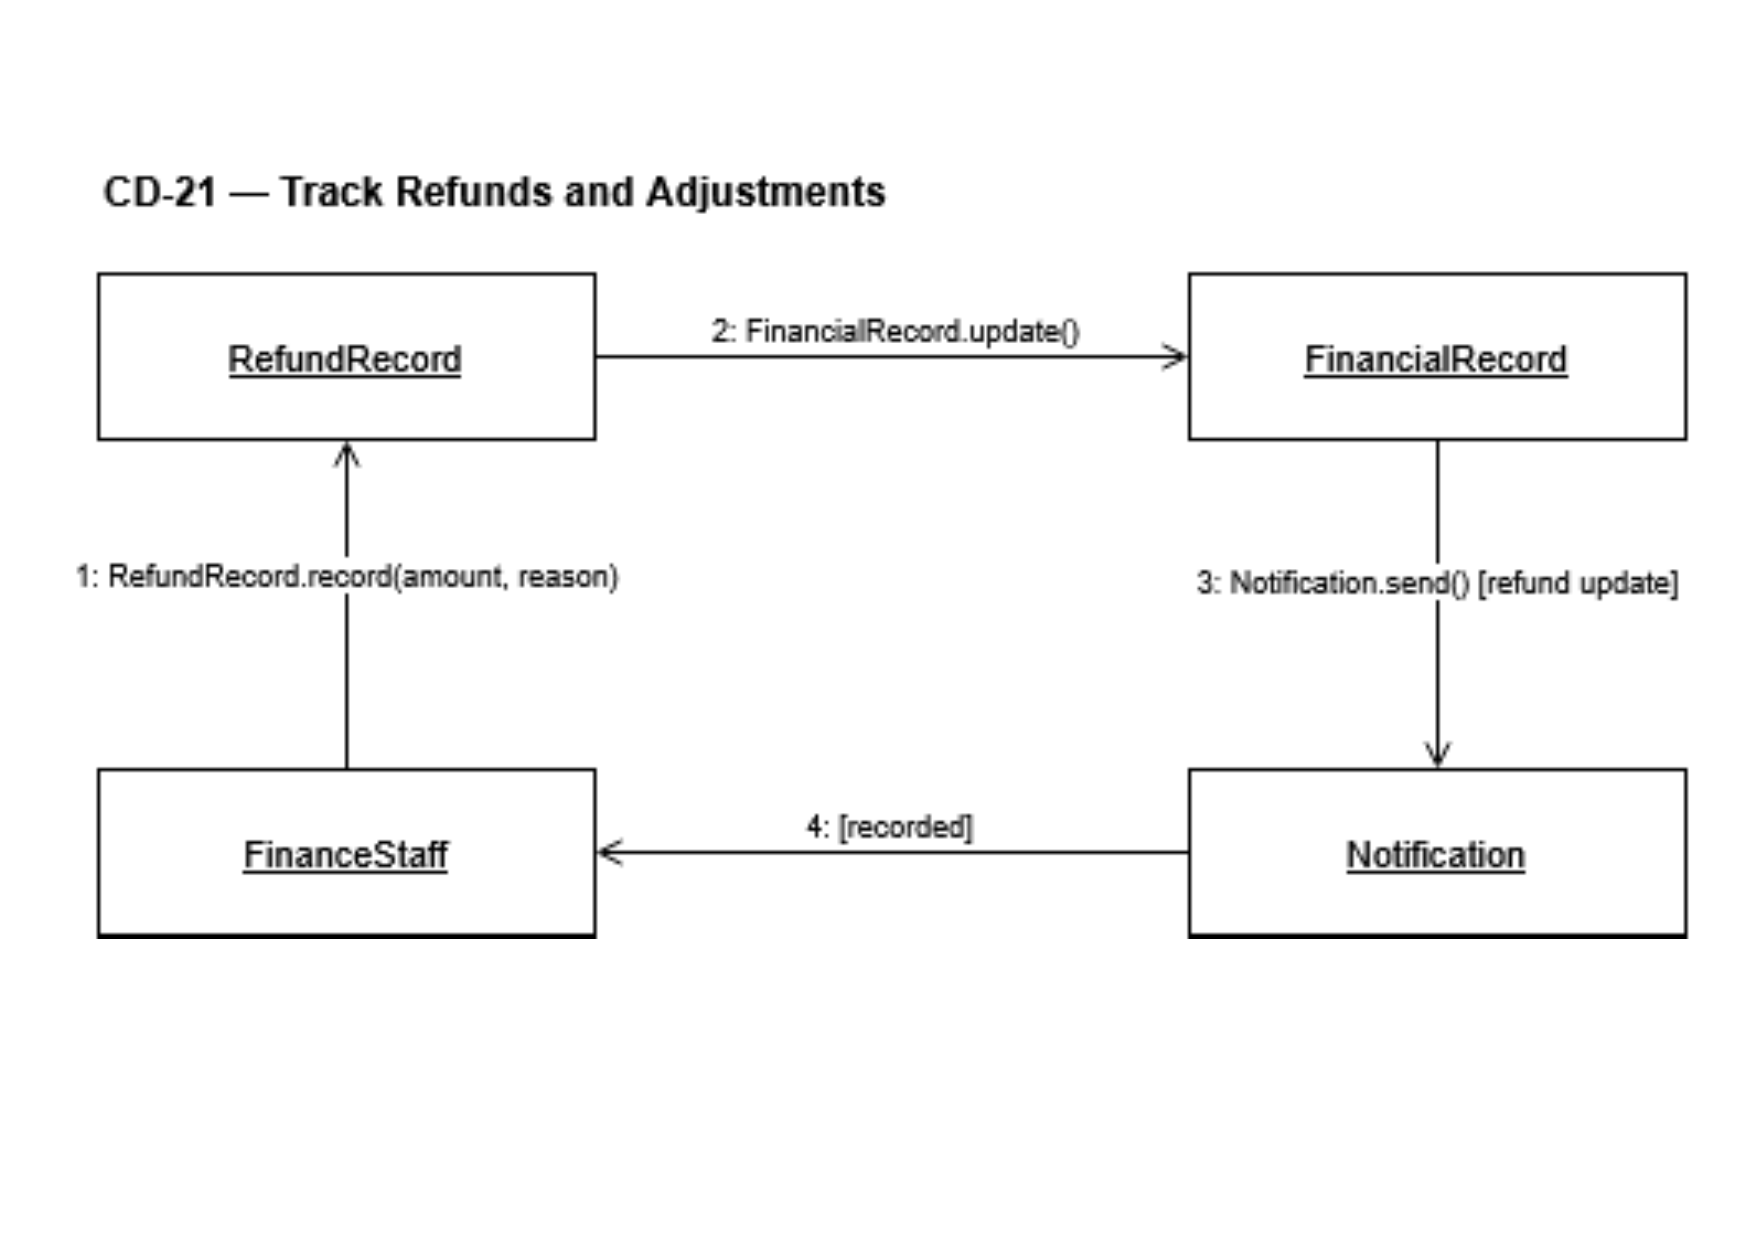 CD-21 — Track Refunds and Adjustments
2: FinancialRecord.update()
RefundRecord
FinancialRecord
1: RefundRecord.record(amount, reason)
3: Notification.send() [refund update]
4: [recorded]
FinanceStaff
Notification